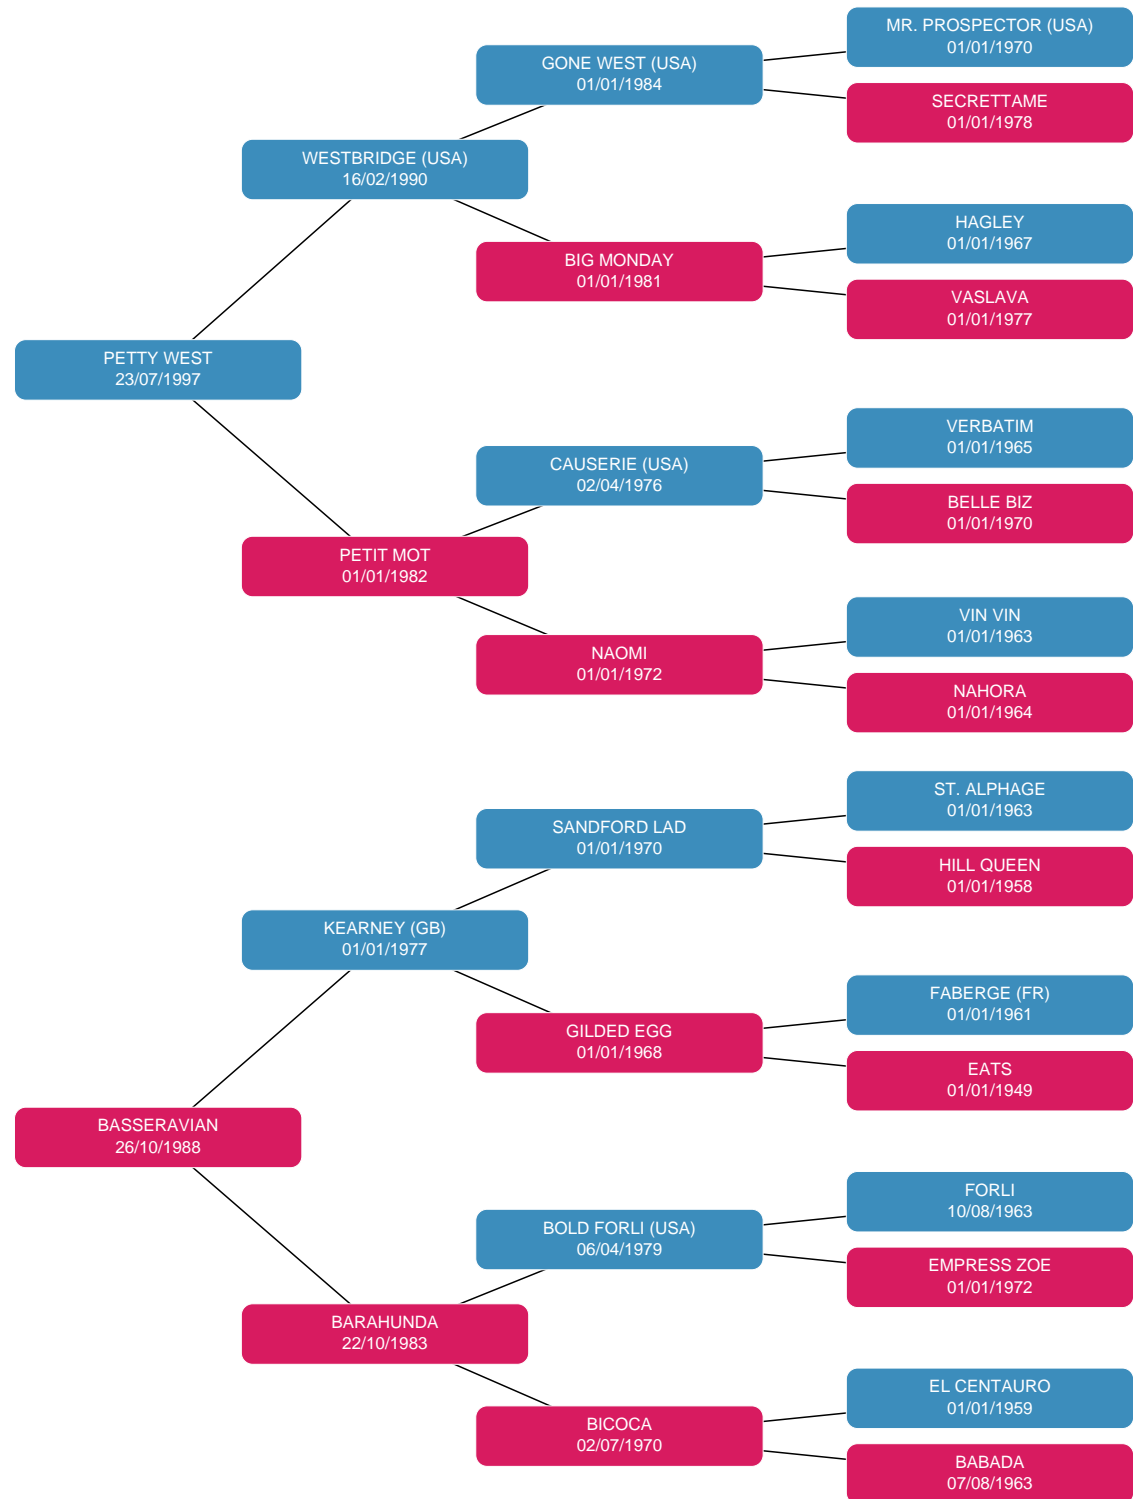 MR. PROSPECTOR (USA)
01/01/1970
GONE WEST (USA)
01/01/1984
SECRETTAME
01/01/1978
WESTBRIDGE (USA)
16/02/1990
HAGLEY
01/01/1967
BIG MONDAY
01/01/1981
VASLAVA
01/01/1977
PETTY WEST
23/07/1997
VERBATIM
01/01/1965
CAUSERIE (USA)
02/04/1976
BELLE BIZ
01/01/1970
PETIT MOT
01/01/1982
VIN VIN
01/01/1963
NAOMI
01/01/1972
NAHORA
01/01/1964
ST. ALPHAGE
01/01/1963
SANDFORD LAD
01/01/1970
HILL QUEEN
01/01/1958
KEARNEY (GB)
01/01/1977
FABERGE (FR)
01/01/1961
GILDED EGG
01/01/1968
EATS
01/01/1949
BASSERAVIAN
26/10/1988
FORLI
10/08/1963
BOLD FORLI (USA)
06/04/1979
EMPRESS ZOE
01/01/1972
BARAHUNDA
22/10/1983
EL CENTAURO
01/01/1959
BICOCA
02/07/1970
BABADA
07/08/1963